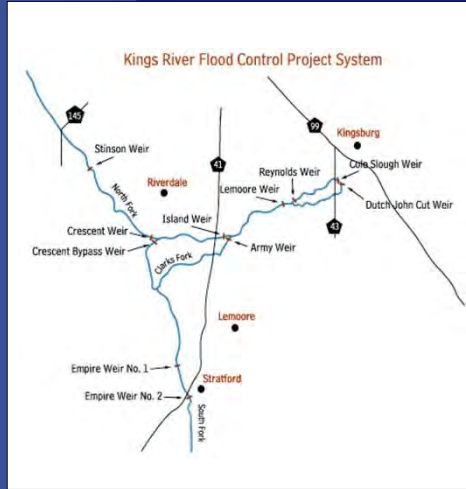 Kings River Flood Control Project System
145
99
Kingsburg
Stinson Weir
41
Cole Slough Weir
Reynolds Weir
Riverdale
Lemoore Weir
Dutch John Cut Weir
North Fork
Island Weir
43
Crescent Weir
Army Weir
Crescent Bypass Weir
Clarks Fork
Lemoore
Empire Weir No. 1
Stratford
Empire Weir No. 2
South Fork